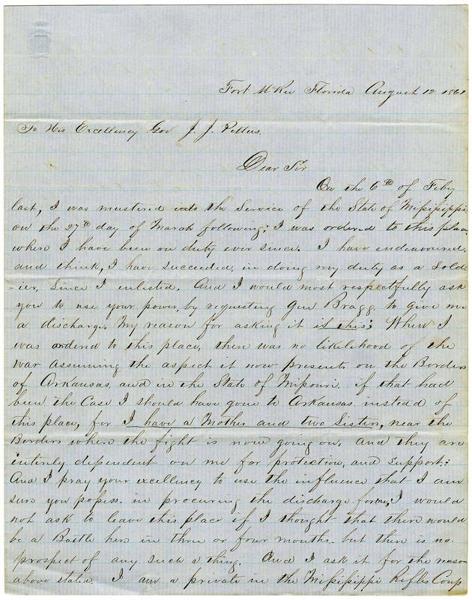 Fort McRee Florida August 12 1861
To His Excellency Gov J. J. Pettus
Dear Sir
On the 6th of Feby
last, I was mustered into the Service of the State of Mississippi
on the 27th day of March following, I was ordered to this place,
where I have been on duty ever since. I have endeavoured
and think, I have succeeded, in doing my duty as a Sold-
-ier, Since I enlisted. And I would most respectfully ask
you to use your power, by requesting Gen Bragg to give me
a discharge. My reason for asking it is this; When I
was ordered to this place, there was no likelihood of the
war assuming the aspect it now presents on the Borders
of Arkansas, and in the State of Missouri. if that had
been the Case I should have gone to Arkansas instead of
this place, for I have a Mother and two Sisters, near the
Borders where the fight is now going on, And they are
entirely dependent on me for protection, and Support;
And I pray your excellency to use the influence that I am
sure you possess in procuring the discharge for me; I would
not ask to leave this place if I thought that there would
be a Battle here in three or four months. but there is no
prospect of any such a thing. And I ask it for the reason
above stated. I am a private in the Mississippi Rifles Comp